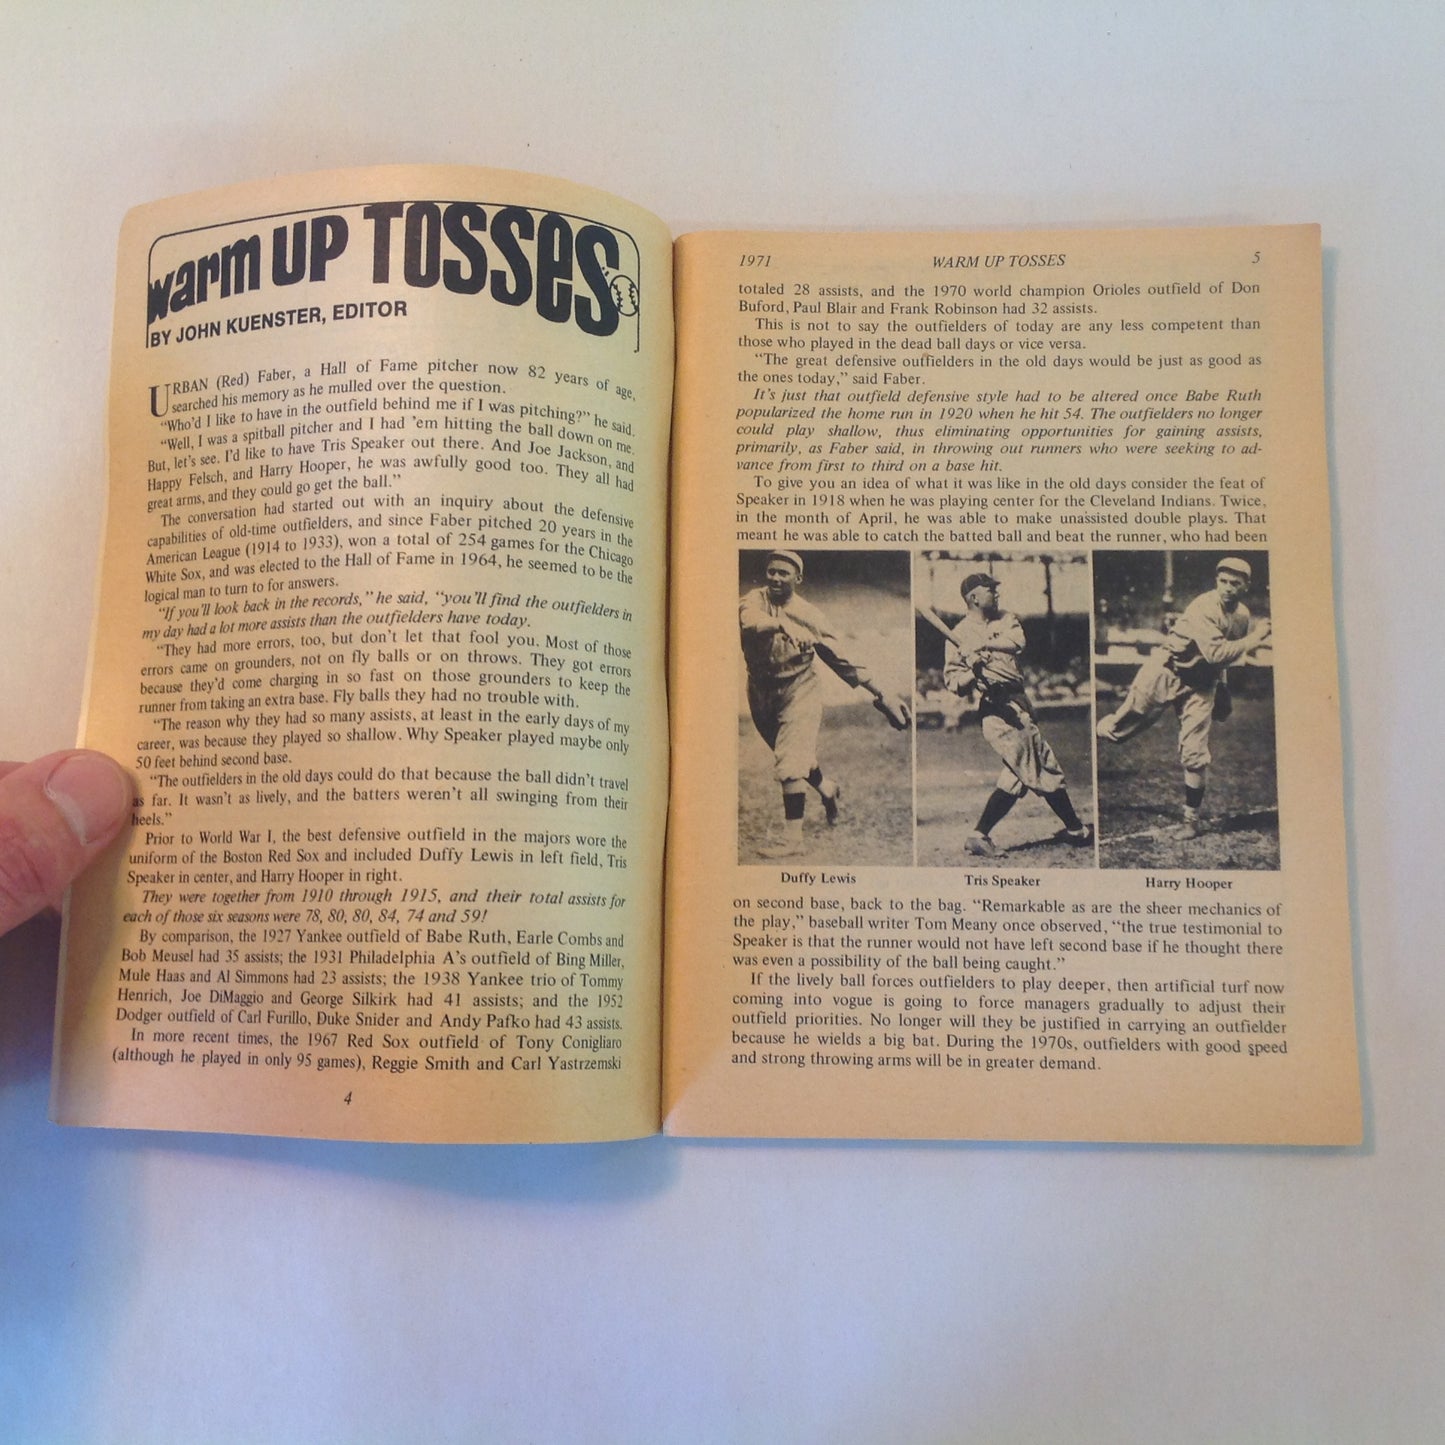 warm UP TOSSES
BY JOHN KUENSTER, EDITOR
URBAN (Red) Faber, a Hall of Fame pitcher now 82 years of age,
searched his memory as he mulled over the question.
“Who’d I like to have in the outfield behind me if I was pitching?” he said.
“Well, I was a spitball pitcher and I had ’em hitting the ball down on me.
But, let’s see. I’d like to have Tris Speaker out there. And Joe Jackson, and
Happy Felsch, and Harry Hooper, he was awfully good too. They all had
great arms, and they could go get the ball.”
The conversation had started out with an inquiry about the defensive
capabilities of old-time outfielders, and since Faber pitched 20 years in the
American League (1914 to 1933), won a total of 254 games for the Chicago
White Sox, and was elected to the Hall of Fame in 1964, he seemed to be the
logical man to turn to for answers.
“If you’ll look back in the records,” he said, “you’ll find the outfielders in
my day had a lot more assists than the outfielders have today.
“They had more errors, too, but don’t let that fool you. Most of those
errors came on grounders, not on fly balls or on throws. They got errors
because they’d come charging in so fast on those grounders to keep the
runner from taking an extra base. Fly balls they had no trouble with.
“The reason why they had so many assists, at least in the early days of my
career, was because they played so shallow. Why Speaker played maybe only
50 feet behind second base.
“The outfielders in the old days could do that because the ball didn’t travel
as far. It wasn’t as lively, and the batters weren’t all swinging from their
heels.”
Prior to World War I, the best defensive outfield in the majors wore the
uniform of the Boston Red Sox and included Duffy Lewis in left field, Tris
Speaker in center, and Harry Hooper in right.
They were together from 1910 through 1915, and their total assists for
each of those six seasons were 78, 80, 80, 84, 74 and 59!
By comparison, the 1927 Yankee outfield of Babe Ruth, Earle Combs and
Bob Meusel had 35 assists; the 1931 Philadelphia A’s outfield of Bing Miller,
Mule Haas and Al Simmons had 23 assists; the 1938 Yankee trio of Tommy
Henrich, Joe DiMaggio and George Silkirk had 41 assists; and the 1952
Dodger outfield of Carl Furillo, Duke Snider and Andy Pafko had 43 assists.
In more recent times, the 1967 Red Sox outfield of Tony Conigliaro
(although he played in only 95 games), Reggie Smith and Carl Yastrzemski
4
1971 WARM UP TOSSES 5
totaled 28 assists, and the 1970 world champion Orioles outfield of Don
Buford, Paul Blair and Frank Robinson had 32 assists.
This is not to say the outfielders of today are any less competent than
those who played in the dead ball days or vice versa.
“The great defensive outfielders in the old days would be just as good as
the ones today,” said Faber.
It’s just that outfield defensive style had to be altered once Babe Ruth
popularized the home run in 1920 when he hit 54. The outfielders no longer
could play shallow, thus eliminating opportunities for gaining assists,
primarily, as Faber said, in throwing out runners who were seeking to ad-
vance from first to third on a base hit.
To give you an idea of what it was like in the old days consider the feat of
Speaker in 1918 when he was playing center for the Cleveland Indians. Twice,
in the month of April, he was able to make unassisted double plays. That
meant he was able to catch the batted ball and beat the runner, who had been
Duffy Lewis
Tris Speaker
Harry Hooper
on second base, back to the bag. “Remarkable as are the sheer mechanics of
the play,” baseball writer Tom Meany once observed, “the true testimonial to
Speaker is that the runner would not have left second base if he thought there
was even a possibility of the ball being caught.”
If the lively ball forces outfielders to play deeper, then artificial turf now
coming into vogue is going to force managers gradually to adjust their
outfield priorities. No longer will they be justified in carrying an outfielder
because he wields a big bat. During the 1970s, outfielders with good speed
and strong throwing arms will be in greater demand.